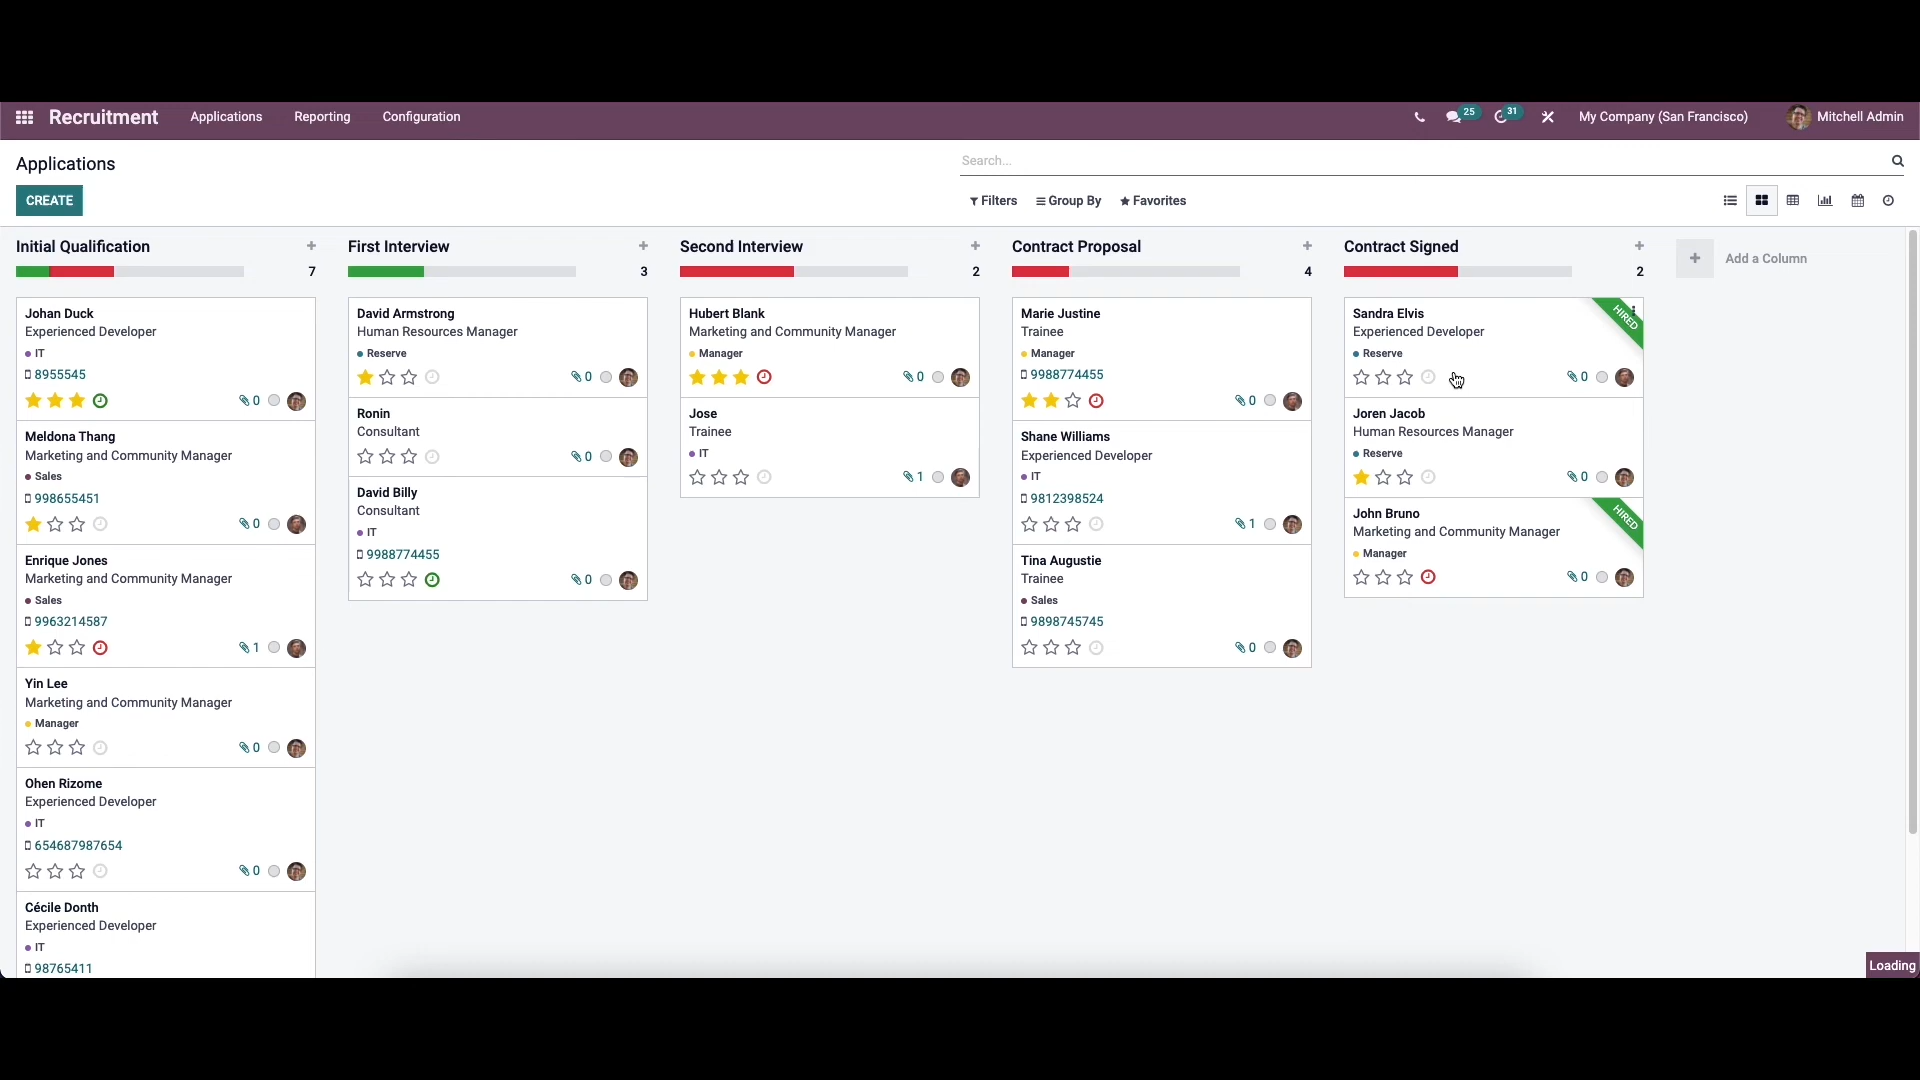 Recruitment Applications Reporting Configuration 25 31 My Company (San Francisco) Mitchell Admin
Applications
Search...
CREATE
Filters Group By Favorites
Initial Qualification
7
Johan Duck
Experienced Developer
IT
8955545
0
Meldona Thang
Marketing and Community Manager
Sales
998655451
0
Enrique Jones
Marketing and Community Manager
Sales
9963214587
1
Yin Lee
Marketing and Community Manager
Manager
0
Ohen Rizome
Experienced Developer
IT
654687987654
0
Cécile Donth
Experienced Developer
IT
98765411
First Interview
3
David Armstrong
Human Resources Manager
Reserve
0
Ronin
Consultant
0
David Billy
Consultant
IT
9988774455
0
Second Interview
2
Hubert Blank
Marketing and Community Manager
Manager
0
Jose
Trainee
IT
1
Contract Proposal
4
Marie Justine
Trainee
Manager
9988774455
0
Shane Williams
Experienced Developer
IT
9812398524
1
Tina Augustie
Trainee
Sales
9898745745
0
Contract Signed
2
Sandra Elvis
HIRED
Experienced Developer
Reserve
0
Joren Jacob
Human Resources Manager
Reserve
0
John Bruno
HIRED
Marketing and Community Manager
Manager
0
Add a Column
Loading